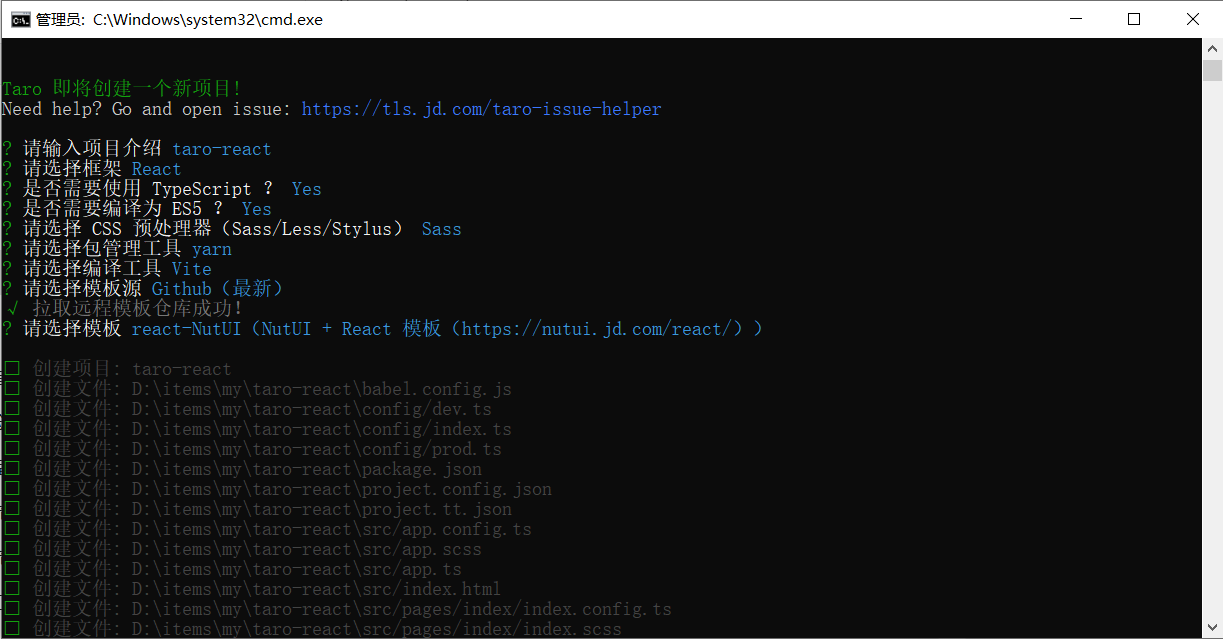 管理员: C:\Windows\system32\cmd.exe
Taro 即将创建一个新项目!
Need help? Go and open issue: https://tls.jd.com/taro-issue-helper
? 请输入项目介绍 taro-react
? 请选择框架 React
? 是否需要使用 TypeScript ? Yes
? 是否需要编译为 ES5 ? Yes
? 请选择 CSS 预处理器（Sass/Less/Stylus） Sass
? 请选择包管理工具 yarn
? 请选择编译工具 Vite
? 请选择模板源 Github（最新）
√ 拉取远程模板仓库成功!
? 请选择模板 react-NutUI（NutUI + React 模板（https://nutui.jd.com/react/））
创建项目: taro-react
创建文件: D:\items\my\taro-react\babel.config.js
创建文件: D:\items\my\taro-react\config/dev.ts
创建文件: D:\items\my\taro-react\config/index.ts
创建文件: D:\items\my\taro-react\config/prod.ts
创建文件: D:\items\my\taro-react\package.json
创建文件: D:\items\my\taro-react\project.config.json
创建文件: D:\items\my\taro-react\project.tt.json
创建文件: D:\items\my\taro-react\src/app.config.ts
创建文件: D:\items\my\taro-react\src/app.scss
创建文件: D:\items\my\taro-react\src/app.ts
创建文件: D:\items\my\taro-react\src/index.html
创建文件: D:\items\my\taro-react\src/pages/index/index.config.ts
创建文件: D:\items\my\taro-react\src/pages/index/index.scss